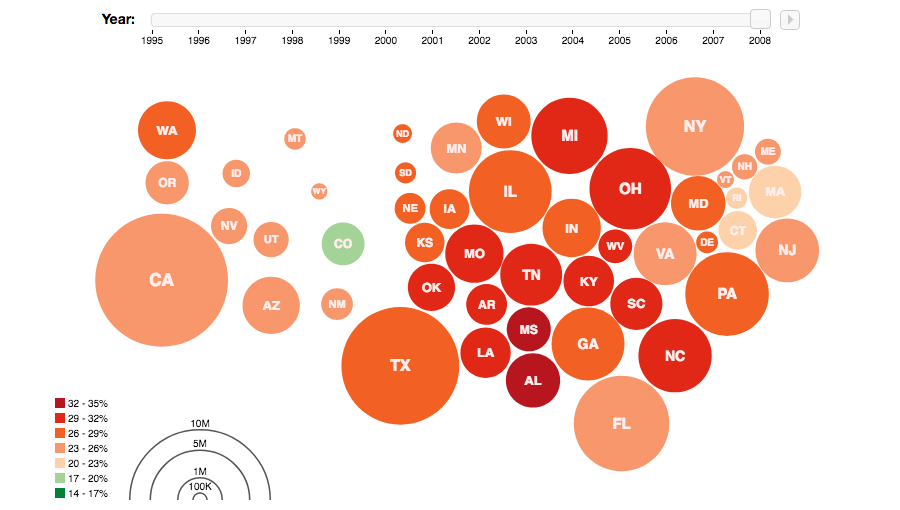 Year:
1995 1996 1997 1998 1999 2000 2001 2002 2003 2004 2005 2006 2007 2008
WA MT ND MN WI MI NY ME
OR ID WY SD NE IA IL OH MD VT NH RI MA
NV UT CO KS MO IN WV VA DE CT NJ
CA AZ NM OK AR TN KY SC PA
TX LA MS AL GA NC
FL
32 - 35%
29 - 32%
26 - 29%
23 - 26%
20 - 23%
17 - 20%
14 - 17%
10M
5M
1M
100K